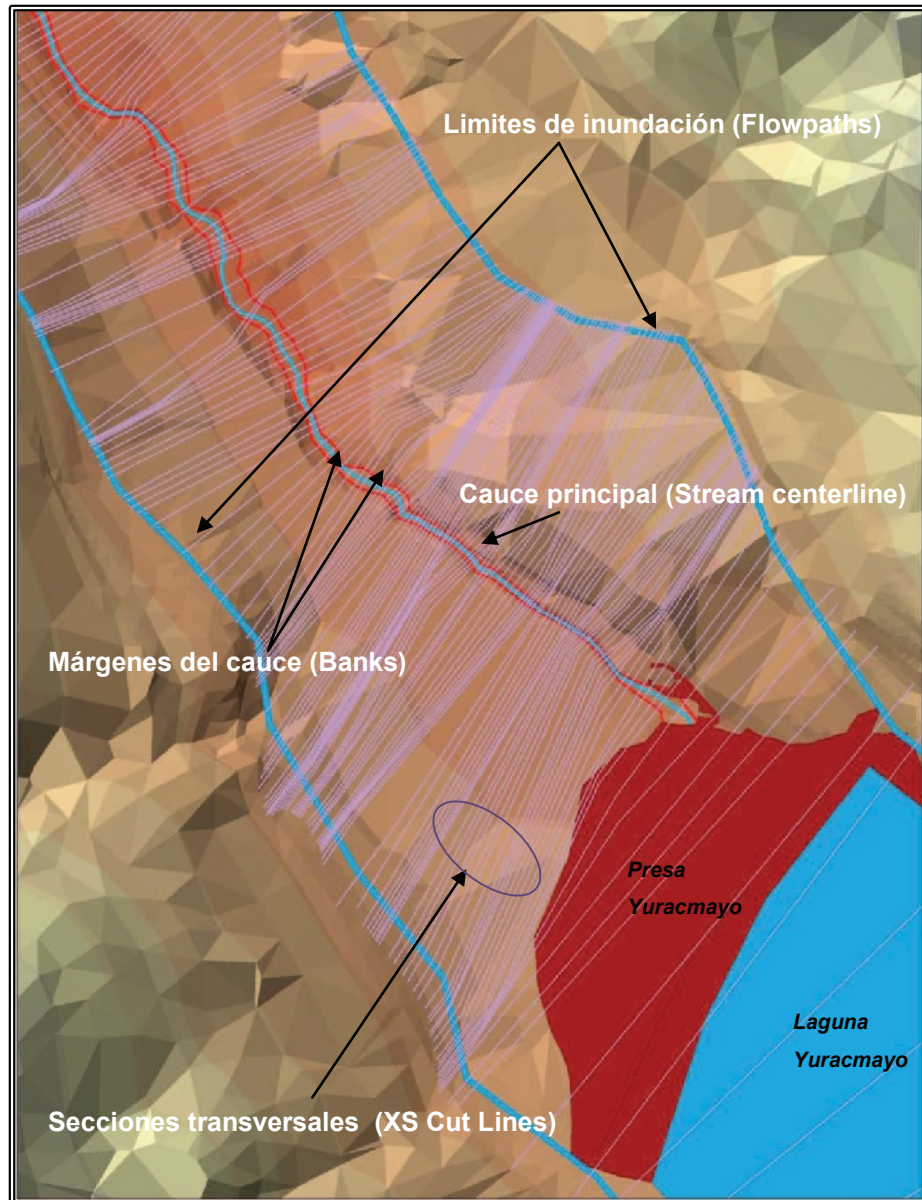 Limites de inundación (Flowpaths)
Cauce principal (Stream centerline)
Márgenes del cauce (Banks)
Presa
Yuracmayo
Laguna
Yuracmayo
Secciones transversales (XS Cut Lines)